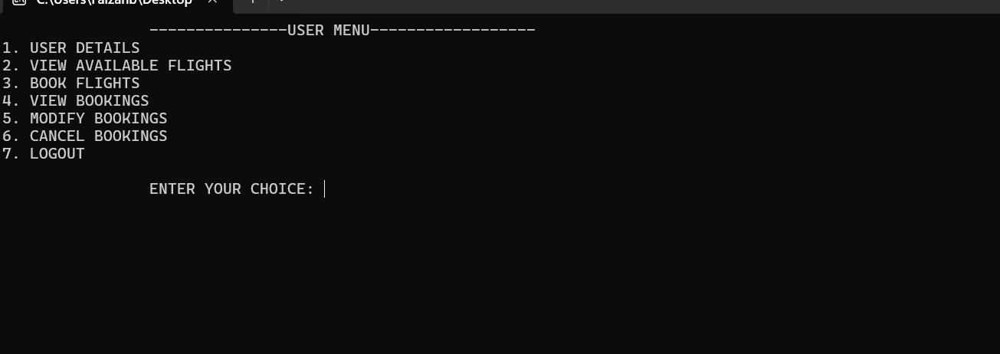 C:\Users\Faizanb\Desktop
---------------USER MENU------------------
1. USER DETAILS
2. VIEW AVAILABLE FLIGHTS
3. BOOK FLIGHTS
4. VIEW BOOKINGS
5. MODIFY BOOKINGS
6. CANCEL BOOKINGS
7. LOGOUT
ENTER YOUR CHOICE: